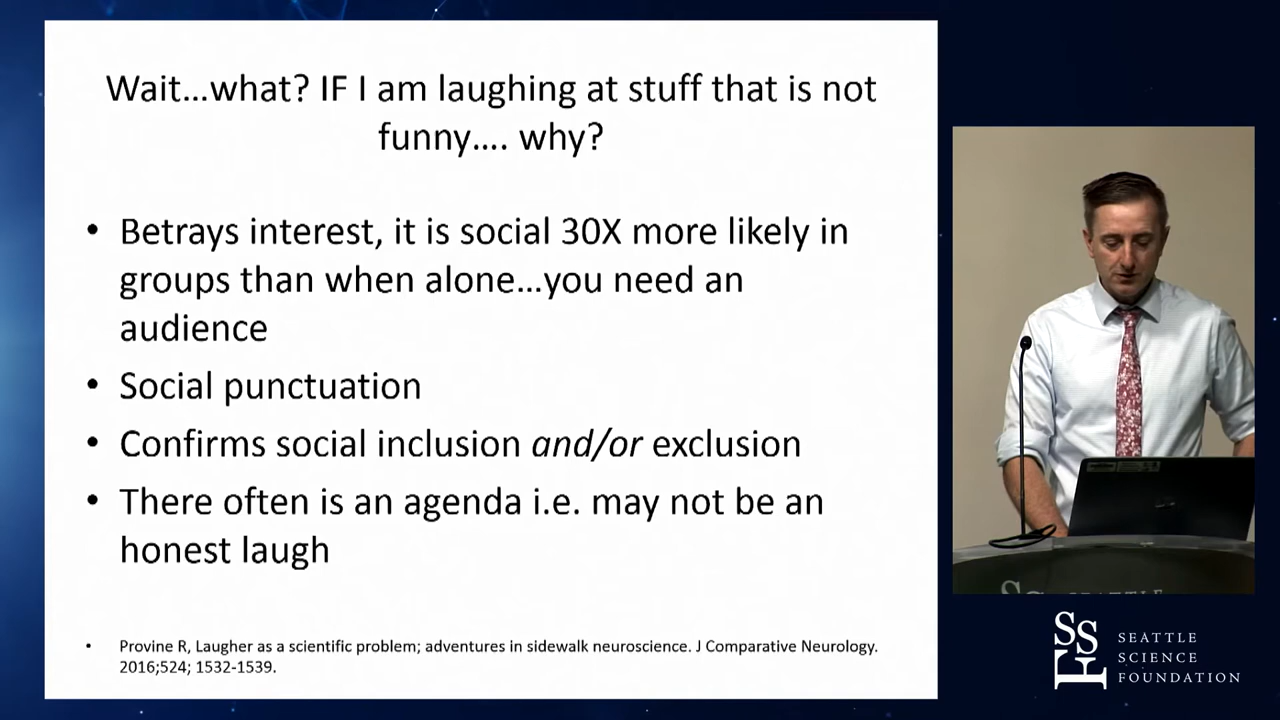 Wait...what? IF I am laughing at stuff that is not
funny.... why?
• Betrays interest, it is social 30X more likely in
groups than when alone...you need an
audience
• Social punctuation
• Confirms social inclusion and/or exclusion
• There often is an agenda i.e. may not be an
honest laugh
• Provine R, Laugher as a scientific problem; adventures in sidewalk neuroscience. J Comparative Neurology.
2016;524; 1532-1539.
SSF
SEATTLE
SCIENCE
FOUNDATION